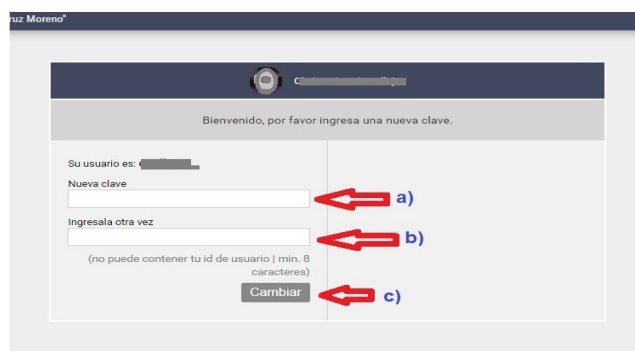 ruz Moreno"
Bienvenido, por favor ingresa una nueva clave.
Su usuario es:
Nueva clave
a)
Ingresala otra vez
b)
(no puede contener tu id de usuario | min. 8
caracteres)
Cambiar
c)